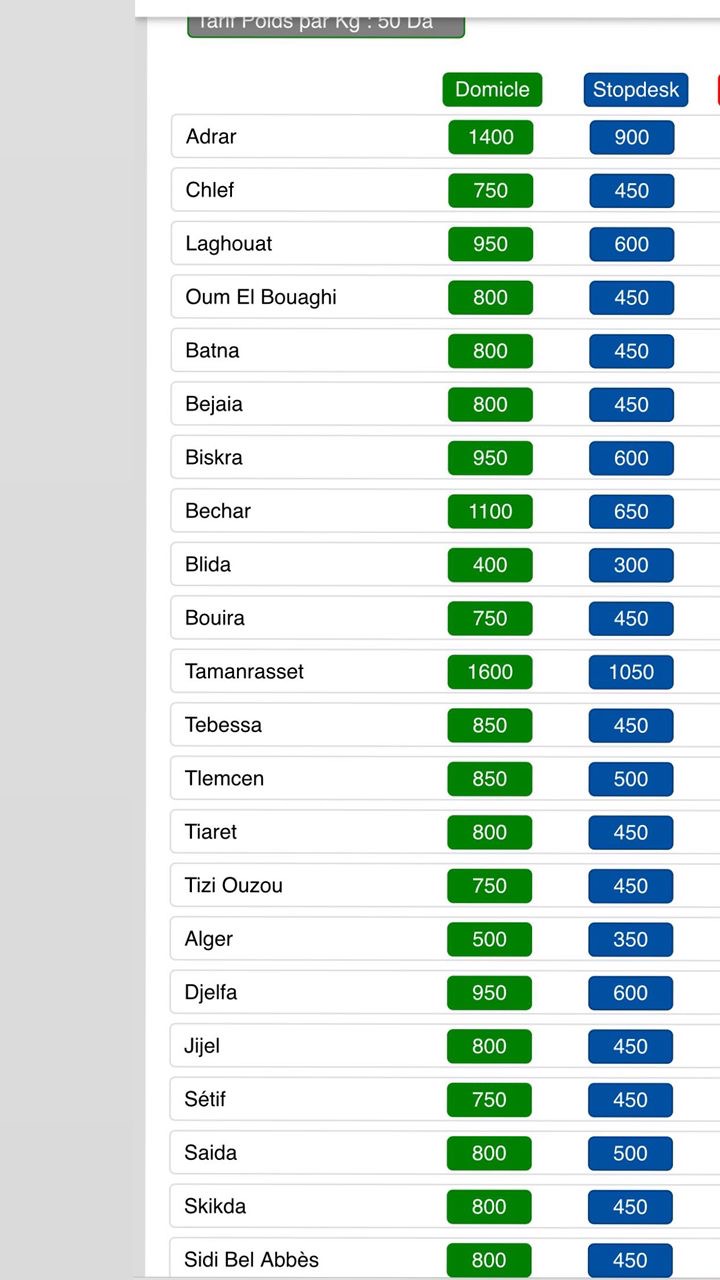 Tarif Poids par Kg : 50 Da
Domicle Stopdesk
Adrar 1400 900
Chlef 750 450
Laghouat 950 600
Oum El Bouaghi 800 450
Batna 800 450
Bejaia 800 450
Biskra 950 600
Bechar 1100 650
Blida 400 300
Bouira 750 450
Tamanrasset 1600 1050
Tebessa 850 450
Tlemcen 850 500
Tiaret 800 450
Tizi Ouzou 750 450
Alger 500 350
Djelfa 950 600
Jijel 800 450
Sétif 750 450
Saida 800 500
Skikda 800 450
Sidi Bel Abbès 800 450